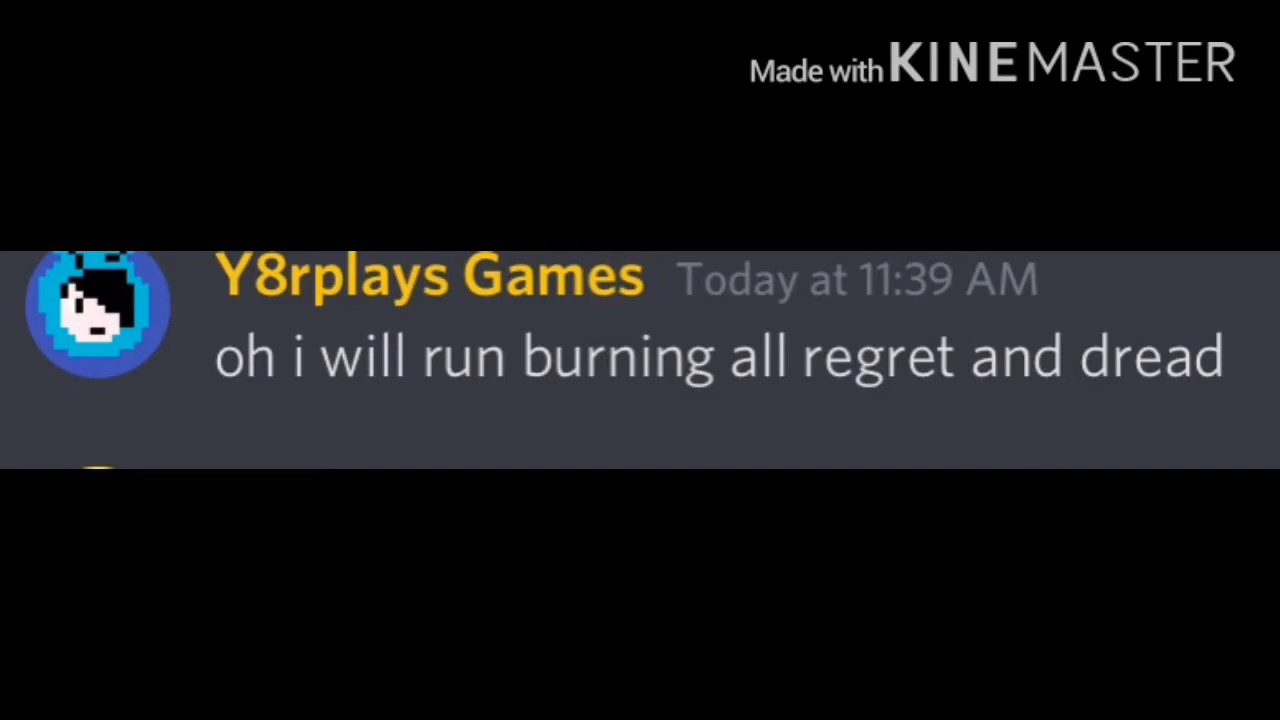 Made with KINEMASTER
Y8rplays Games Today at 11:39 AM
oh i will run burning all regret and dread